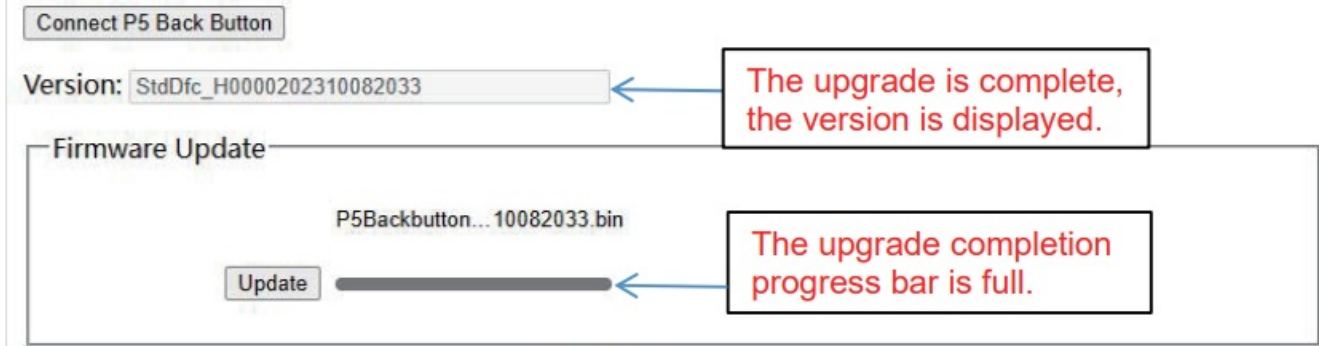 Connect P5 Back Button
Version: StdDfc_H0000202310082033
The upgrade is complete,
the version is displayed.
Firmware Update
P5Backbutton...10082033.bin
The upgrade completion
progress bar is full.
Update